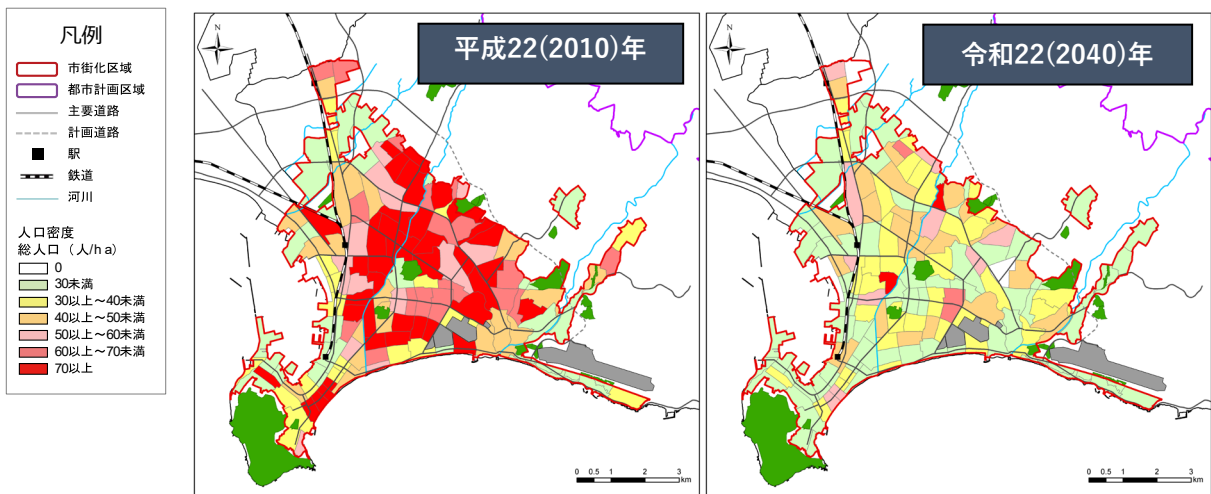 凡例
市街化区域
都市計画区域
主要道路
計画道路
駅
鉄道
河川
人口密度
総人口 (人/ha)
0
30未満
30以上~40未満
40以上~50未満
50以上~60未満
60以上~70未満
70以上
平成22(2010)年
N
0 0.5 1 2 3
km
令和22(2040)年
N
0 0.5 1 2 3
km